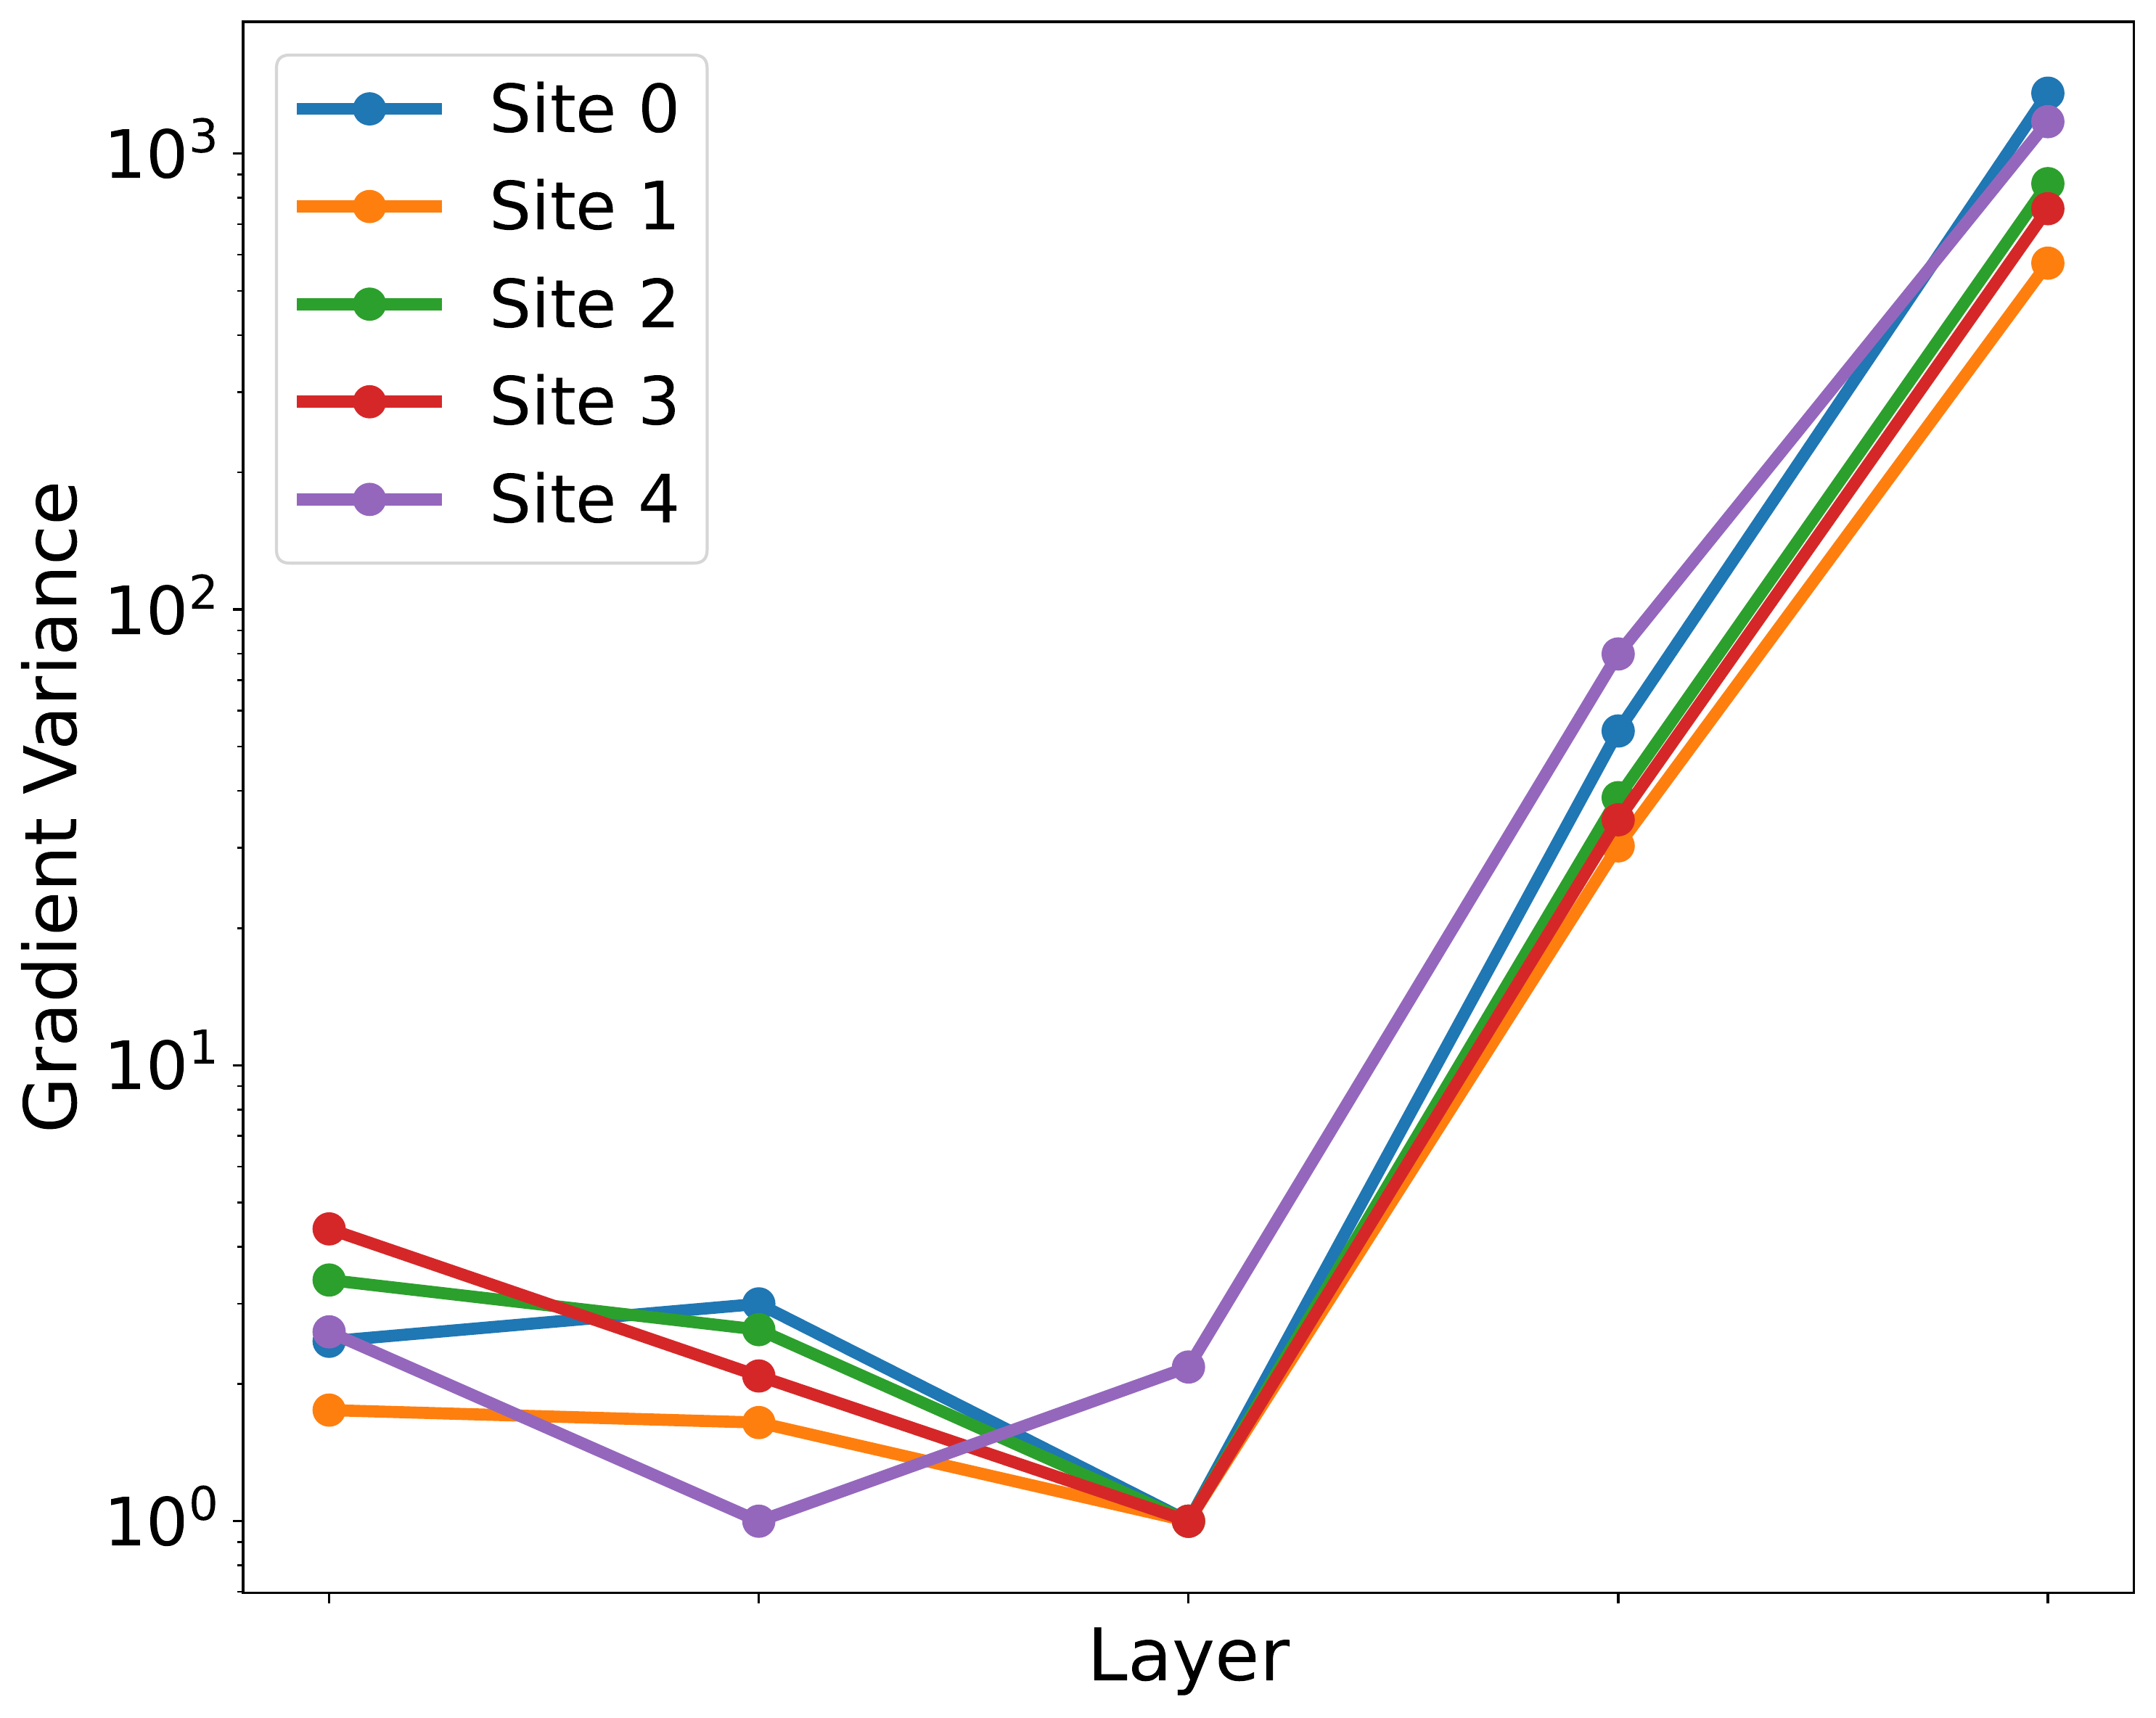 Site 0
Site 1
Site 2
Site 3
Site 4
10³
10²
10¹
10⁰
Gradient Variance
Layer